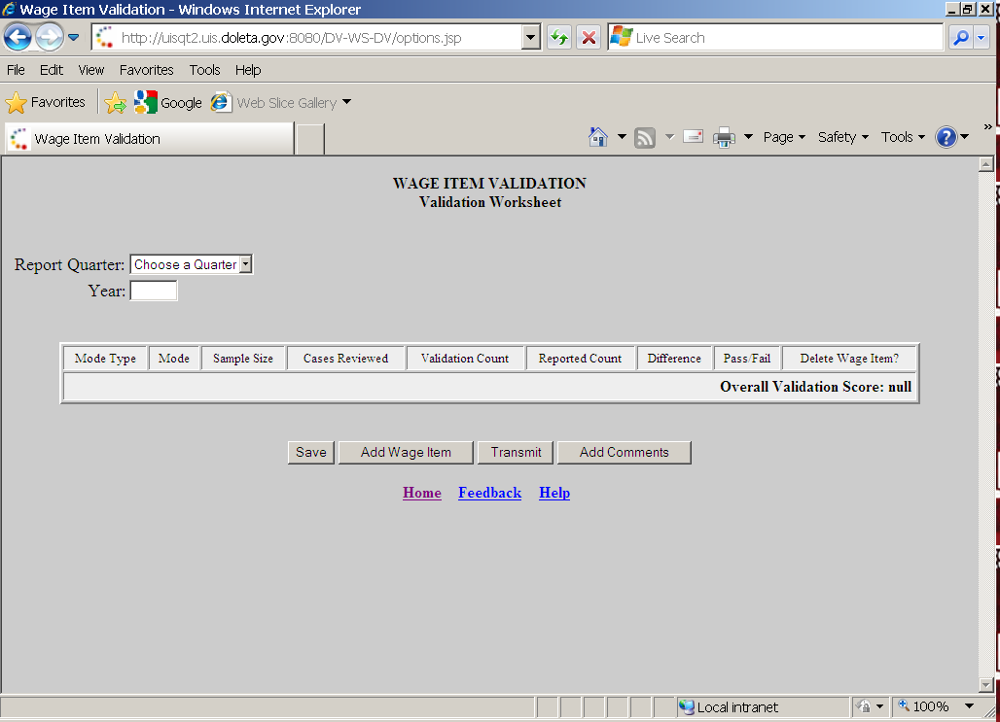 Wage Item Validation - Windows Internet Explorer
http://uisqt2.uis.doleta.gov:8080/DV-WS-DV/options.jsp
Live Search
File Edit View Favorites Tools Help
Favorites Google Web Slice Gallery
Wage Item Validation Page Safety Tools
WAGE ITEM VALIDATION
Validation Worksheet
Report Quarter: Choose a Quarter
Year:
Mode Type Mode Sample Size Cases Reviewed Validation Count Reported Count Difference Pass/Fail Delete Wage Item?
Overall Validation Score: null
Save Add Wage Item Transmit Add Comments
Home Feedback Help
Local intranet 100%